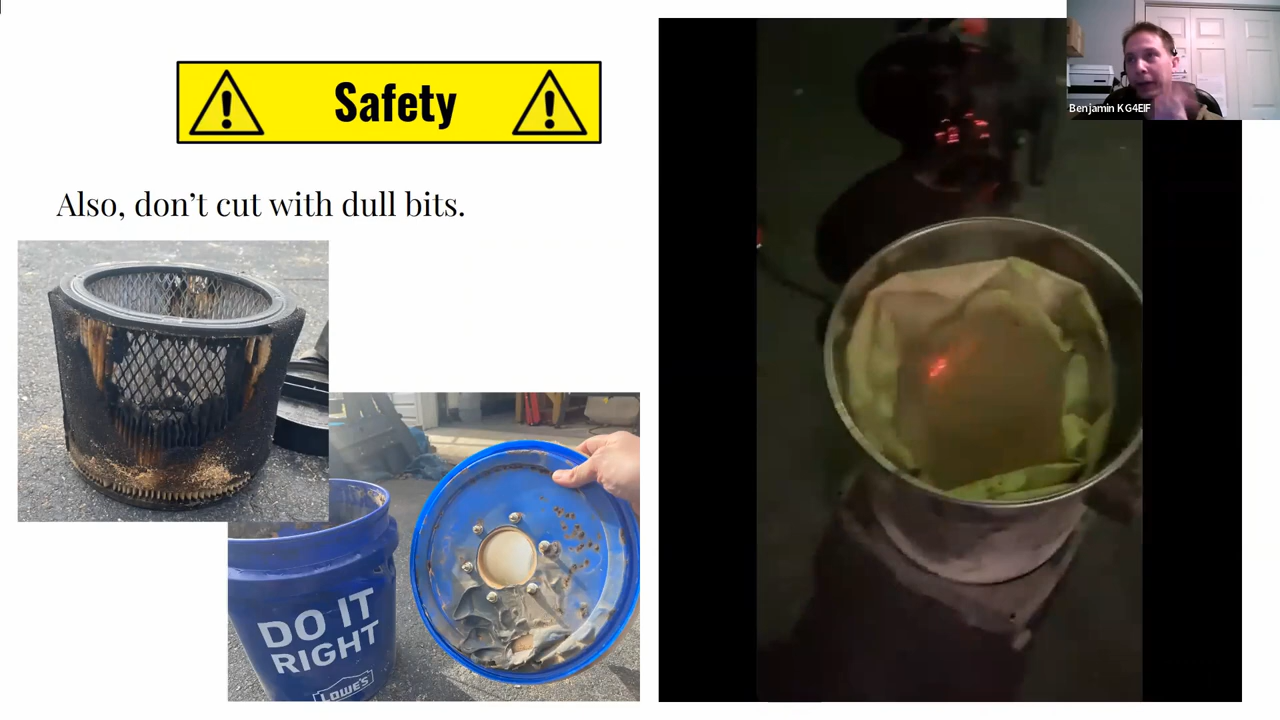 Safety
Also, don't cut with dull bits.
DO IT
RIGHT
LOWE'S
Benjamin KG4EIF